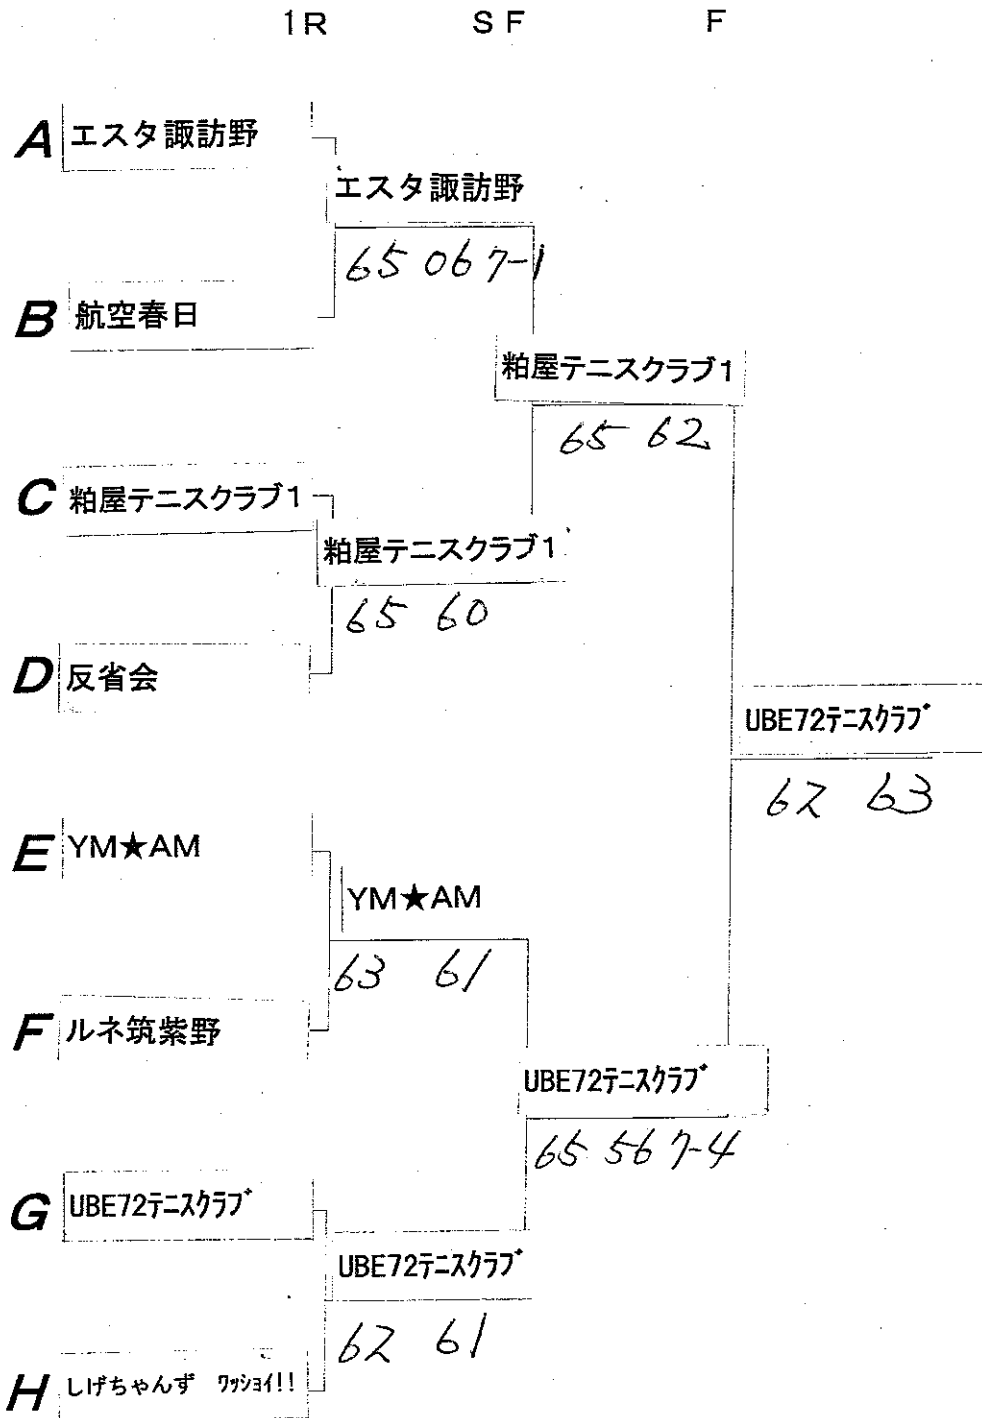 1R SF F
A エスタ諏訪野
エスタ諏訪野
65 06 7-1
B 航空春日
粕屋テニスクラブ1
65 62
C 粕屋テニスクラブ1
粕屋テニスクラブ1
65 60
D 反省会
UBE72テニスクラブ
62 63
E YM★AM
YM★AM
63 61
F ルネ筑紫野
UBE72テニスクラブ
65 56 7-4
G UBE72テニスクラブ
UBE72テニスクラブ
62 61
H しげちゃんず ワッショイ!!